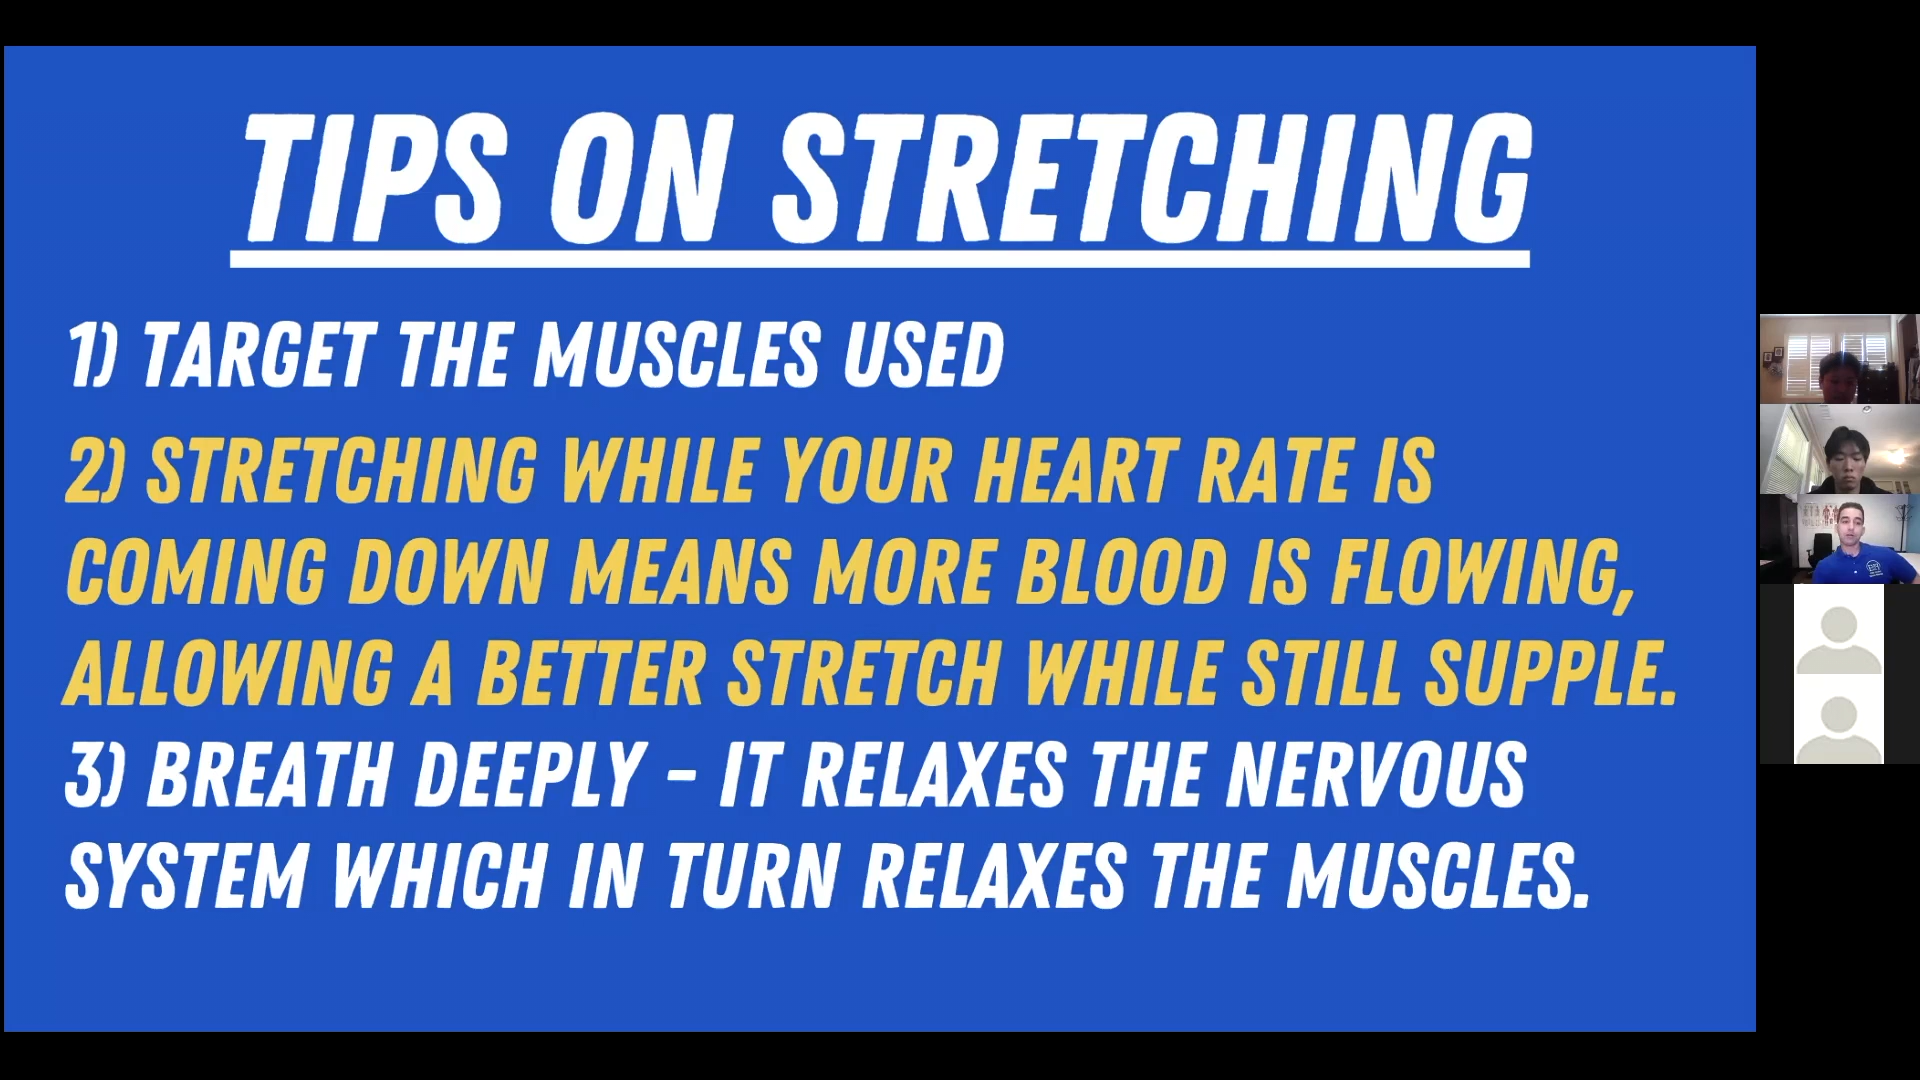 TIPS ON STRETCHING
1) TARGET THE MUSCLES USED
2) STRETCHING WHILE YOUR HEART RATE IS
COMING DOWN MEANS MORE BLOOD IS FLOWING,
ALLOWING A BETTER STRETCH WHILE STILL SUPPLE.
3) BREATH DEEPLY - IT RELAXES THE NERVOUS
SYSTEM WHICH IN TURN RELAXES THE MUSCLES.